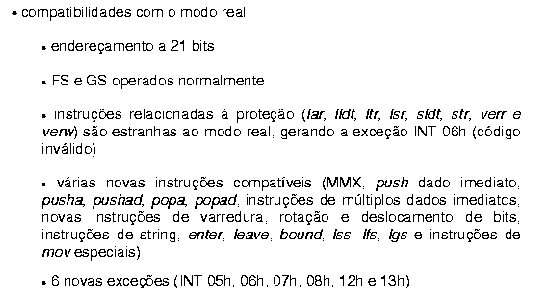 • compatibilidades com o modo real
• endereçamento a 21 bits
• FS e GS operados normalmente
• instruções relacionadas à proteção (lar, lldt, ltr, lsr, sldt, str, verr e
verw) são estranhas ao modo real, gerando a exceção INT 06h (código
inválido)
• várias novas instruções compatíveis (MMX, push dado imediato,
pusha, pushad, popa, popad, instruções de múltiplos dados imediatos,
novas instruções de varredura, rotação e deslocamento de bits,
instruções de string, enter, leave, bound, lss, lfs, lgs e instruções de
mov especiais)
• 6 novas exceções (INT 05h, 06h, 07h, 08h, 12h e 13h)